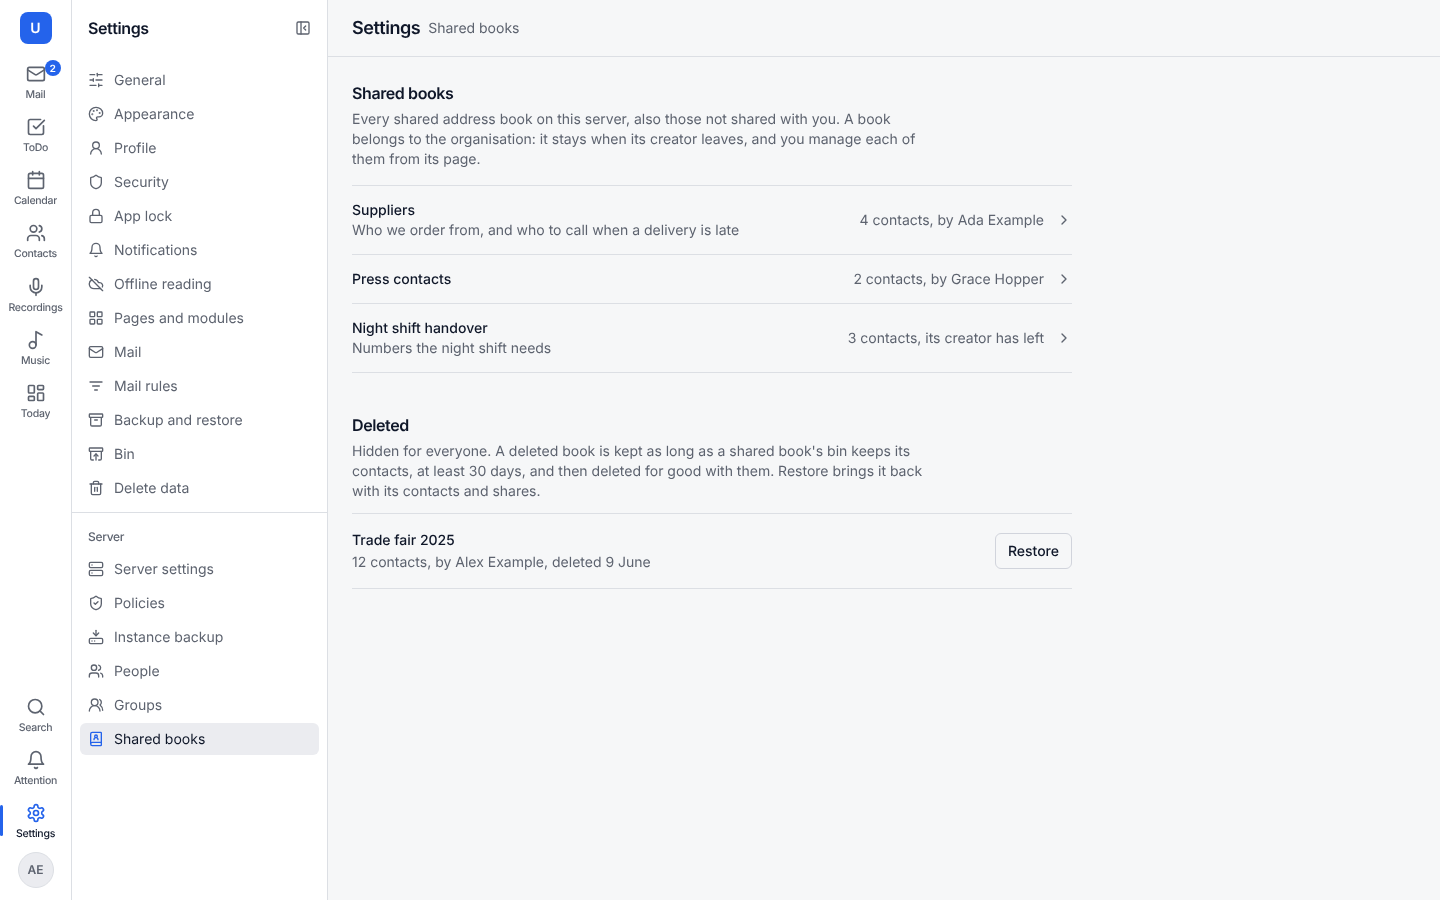 U
2
Mail
ToDo
Calendar
Contacts
Recordings
Music
Today
Search
Attention
Settings
AE
Settings
General
Appearance
Profile
Security
App lock
Notifications
Offline reading
Pages and modules
Mail
Mail rules
Backup and restore
Bin
Delete data
Server
Server settings
Policies
Instance backup
People
Groups
Shared books
Settings Shared books
Shared books
Every shared address book on this server, also those not shared with you. A book
belongs to the organisation: it stays when its creator leaves, and you manage each of
them from its page.
Suppliers
Who we order from, and who to call when a delivery is late
4 contacts, by Ada Example
Press contacts
2 contacts, by Grace Hopper
Night shift handover
Numbers the night shift needs
3 contacts, its creator has left
Deleted
Hidden for everyone. A deleted book is kept as long as a shared book's bin keeps its
contacts, at least 30 days, and then deleted for good with them. Restore brings it back
with its contacts and shares.
Trade fair 2025
12 contacts, by Alex Example, deleted 9 June
Restore